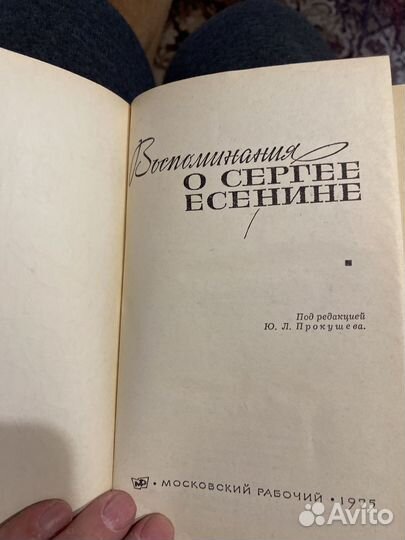 Воспоминания
О СЕРГЕЕ
ЕСЕНИНЕ
Под редакцией
Ю. Л. Прокушева.
МР • МОСКОВСКИЙ РАБОЧИЙ • 1975
Avito